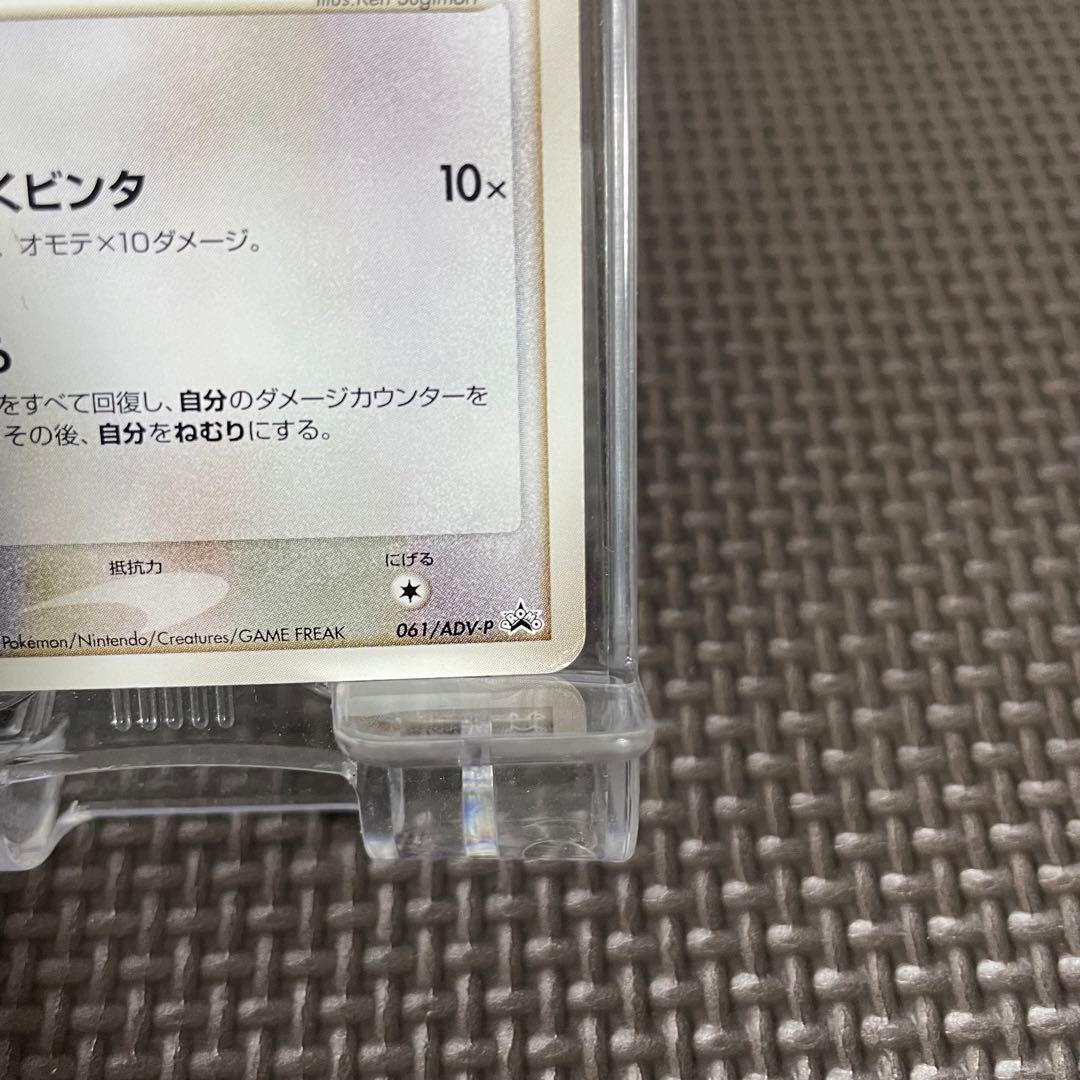 Illus.Ken Sugimori
くビンタ
10×
、オモテ×10ダメージ。
る
をすべて回復し、自分のダメージカウンターを
その後、自分をねむりにする。
抵抗力
にげる
Pokémon/Nintendo/Creatures/GAME FREAK
061/ADV-P
PROMO